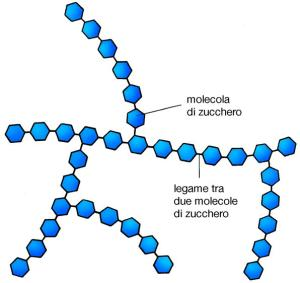 molecola
di zucchero
legame tra
due molecole
di zucchero